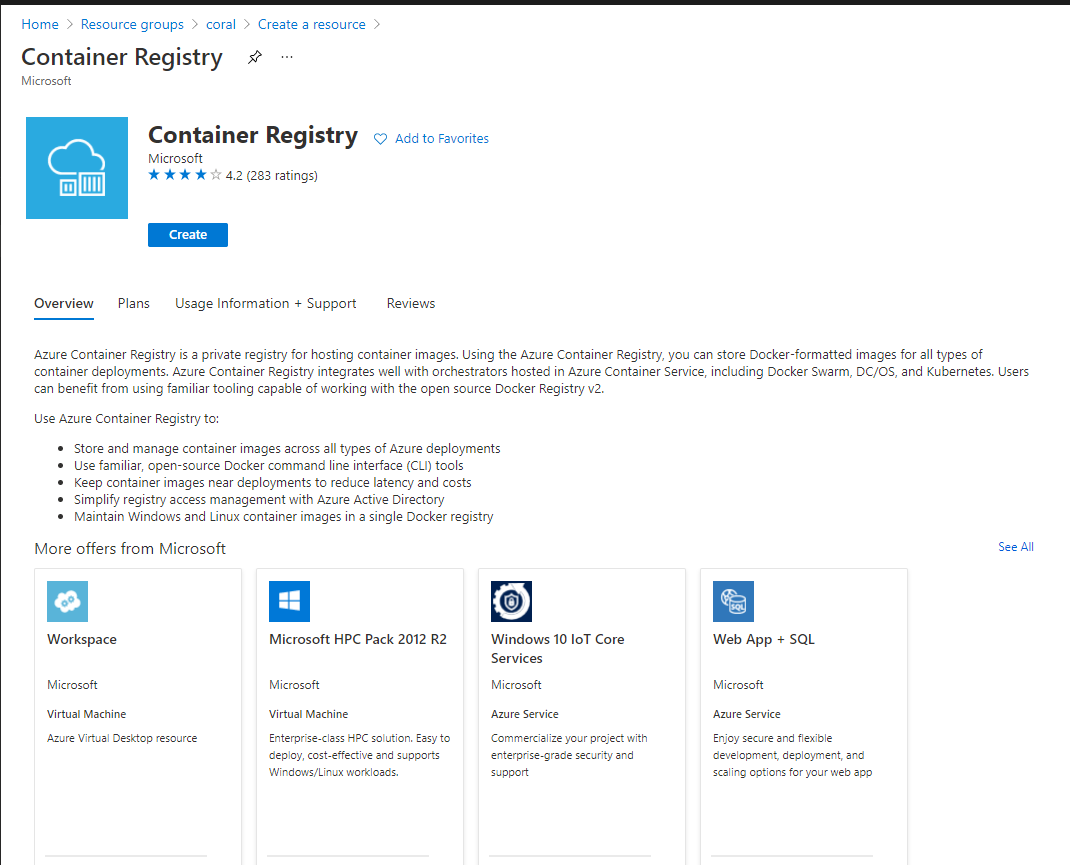 Home > Resource groups > coral > Create a resource >
Container Registry ...
Microsoft
Container Registry Add to Favorites
Microsoft
4.2 (283 ratings)
Create
Overview Plans Usage Information + Support Reviews
Azure Container Registry is a private registry for hosting container images. Using the Azure Container Registry, you can store Docker-formatted images for all types of
container deployments. Azure Container Registry integrates well with orchestrators hosted in Azure Container Service, including Docker Swarm, DC/OS, and Kubernetes. Users
can benefit from using familiar tooling capable of working with the open source Docker Registry v2.
Use Azure Container Registry to:
• Store and manage container images across all types of Azure deployments
• Use familiar, open-source Docker command line interface (CLI) tools
• Keep container images near deployments to reduce latency and costs
• Simplify registry access management with Azure Active Directory
• Maintain Windows and Linux container images in a single Docker registry
More offers from Microsoft See All
Workspace
Microsoft
Virtual Machine
Azure Virtual Desktop resource
Microsoft HPC Pack 2012 R2
Microsoft
Virtual Machine
Enterprise-class HPC solution. Easy to
deploy, cost-effective and supports
Windows/Linux workloads.
Windows 10 IoT Core
Services
Microsoft
Azure Service
Commercialize your project with
enterprise-grade security and
support
SQL
Web App + SQL
Microsoft
Azure Service
Enjoy secure and flexible
development, deployment, and
scaling options for your web app